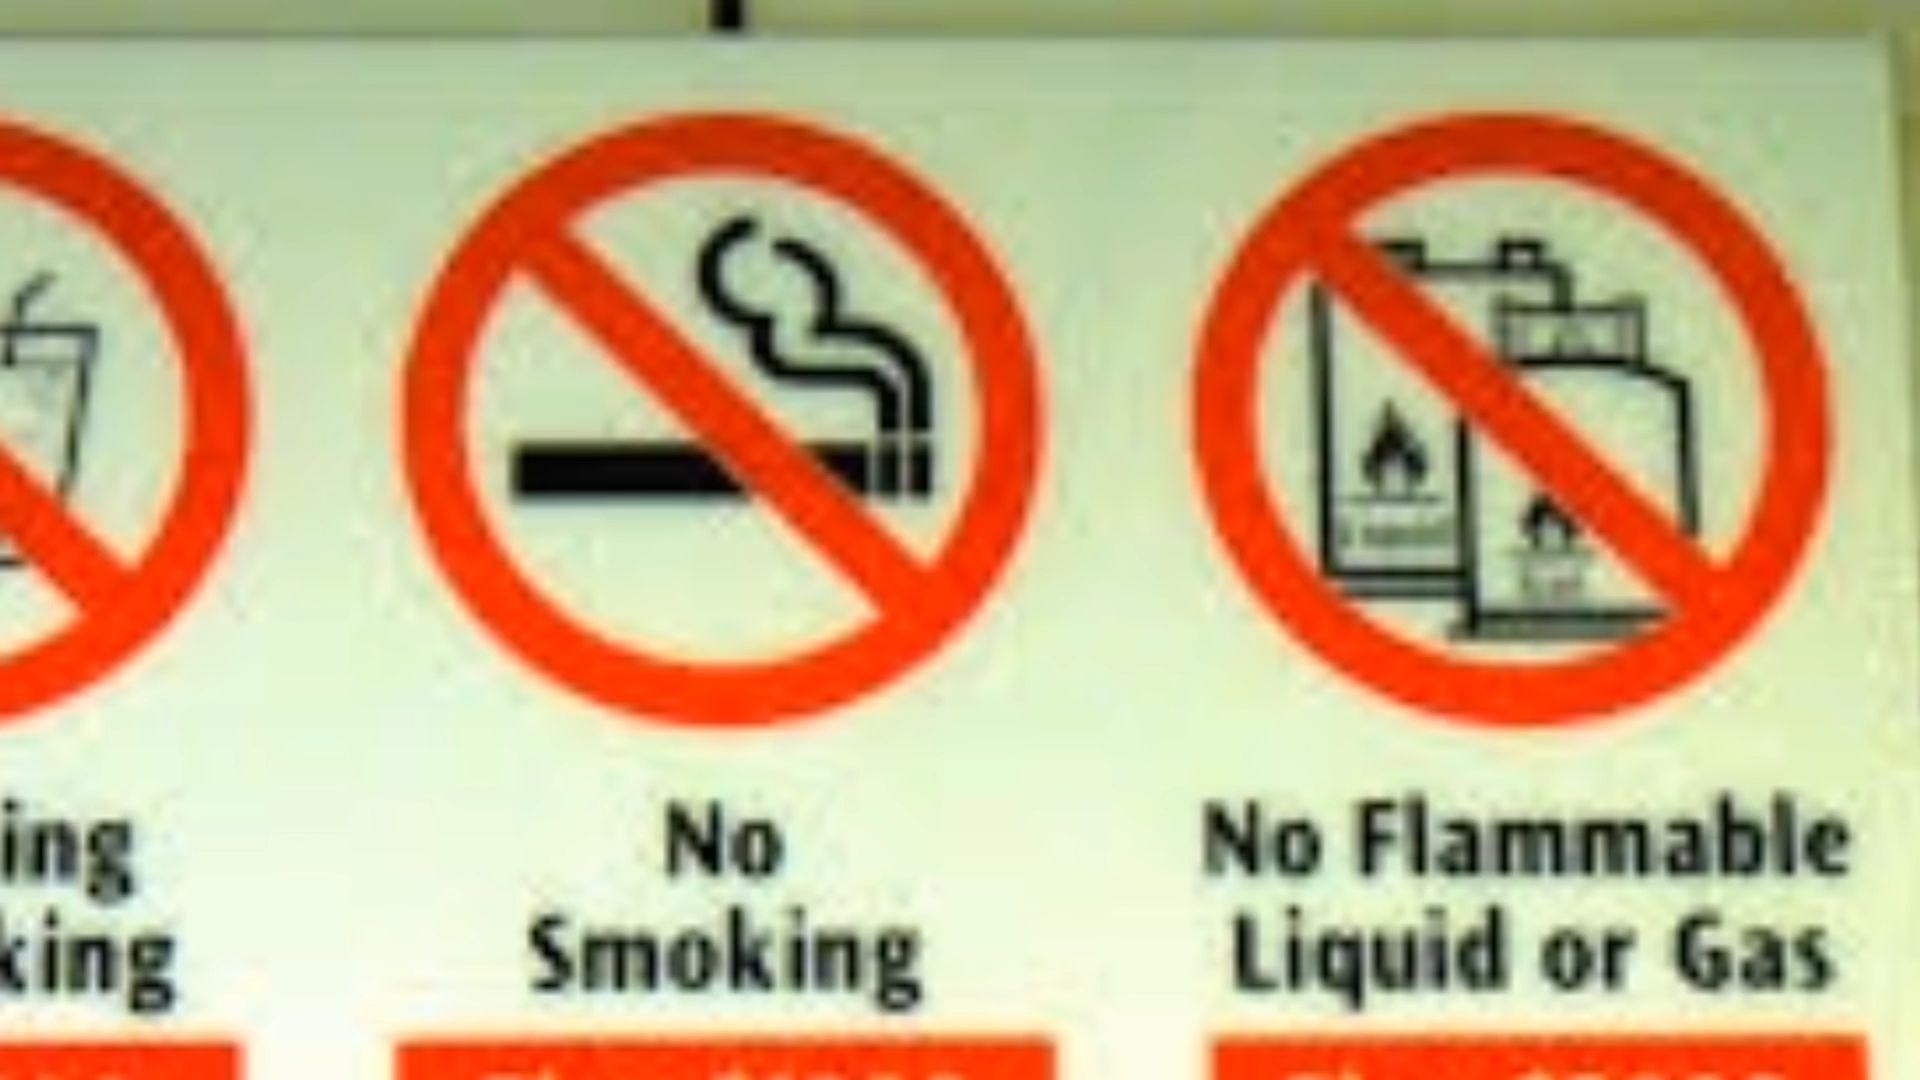 ing
king
No
Smoking
No Flammable
Liquid or Gas